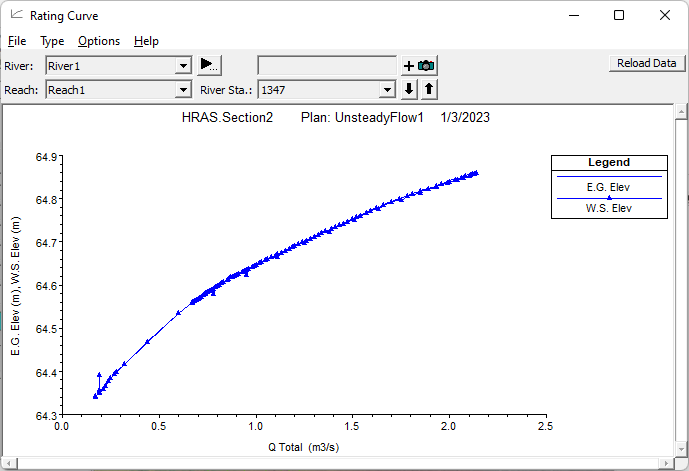 Rating Curve
File Type Options Help
River: River1 Reload Data
Reach: Reach1 River Sta.: 1347
HRAS.Section2 Plan: UnsteadyFlow1 1/3/2023
Legend
E.G. Elev
W.S. Elev
E.G. Elev (m), W.S. Elev (m)
64.9
64.8
64.7
64.6
64.5
64.4
64.3
0.0 0.5 1.0 1.5 2.0 2.5
Q Total (m3/s)